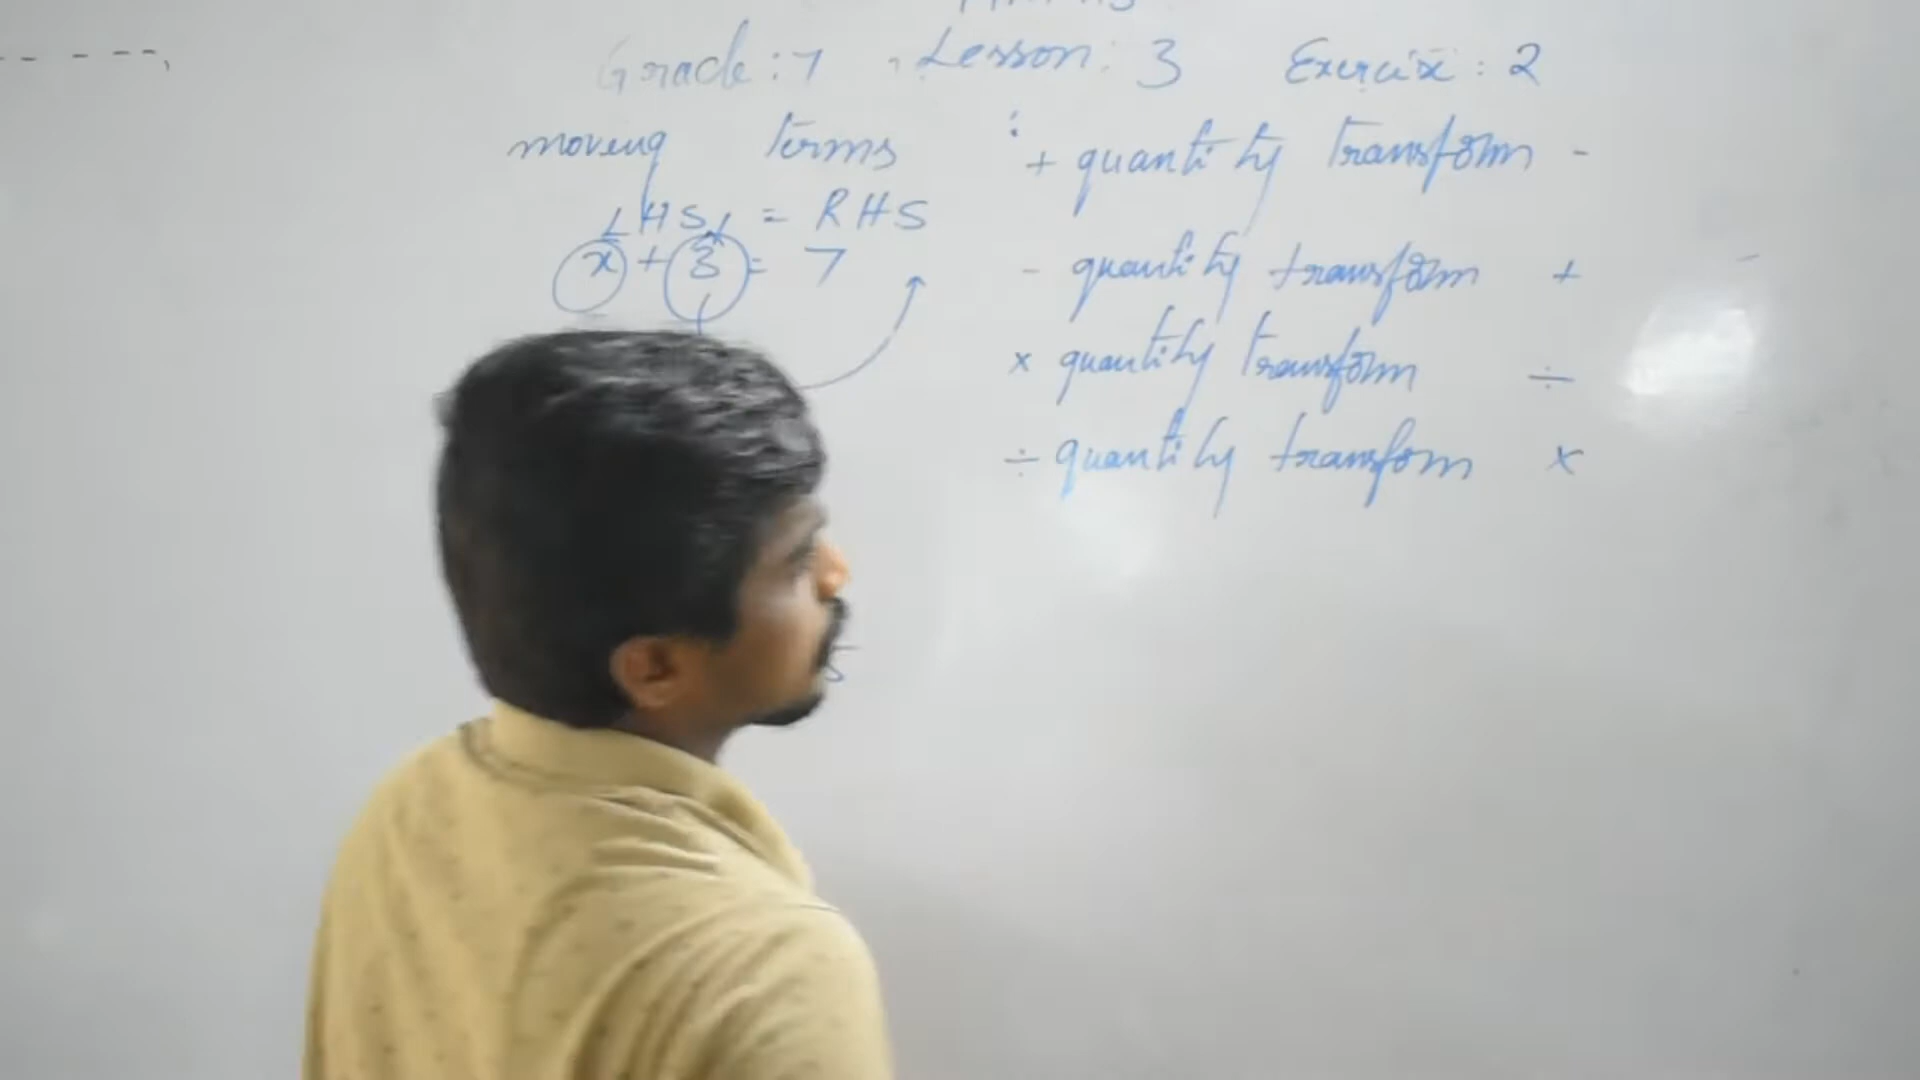 Grade : 7 Lesson : 3 Exercise : 2
moving terms :
LHS = RHS
x + 3 = 7
+ quantity transform -
- quantity transform +
× quantity transform ÷
÷ quantity transform ×